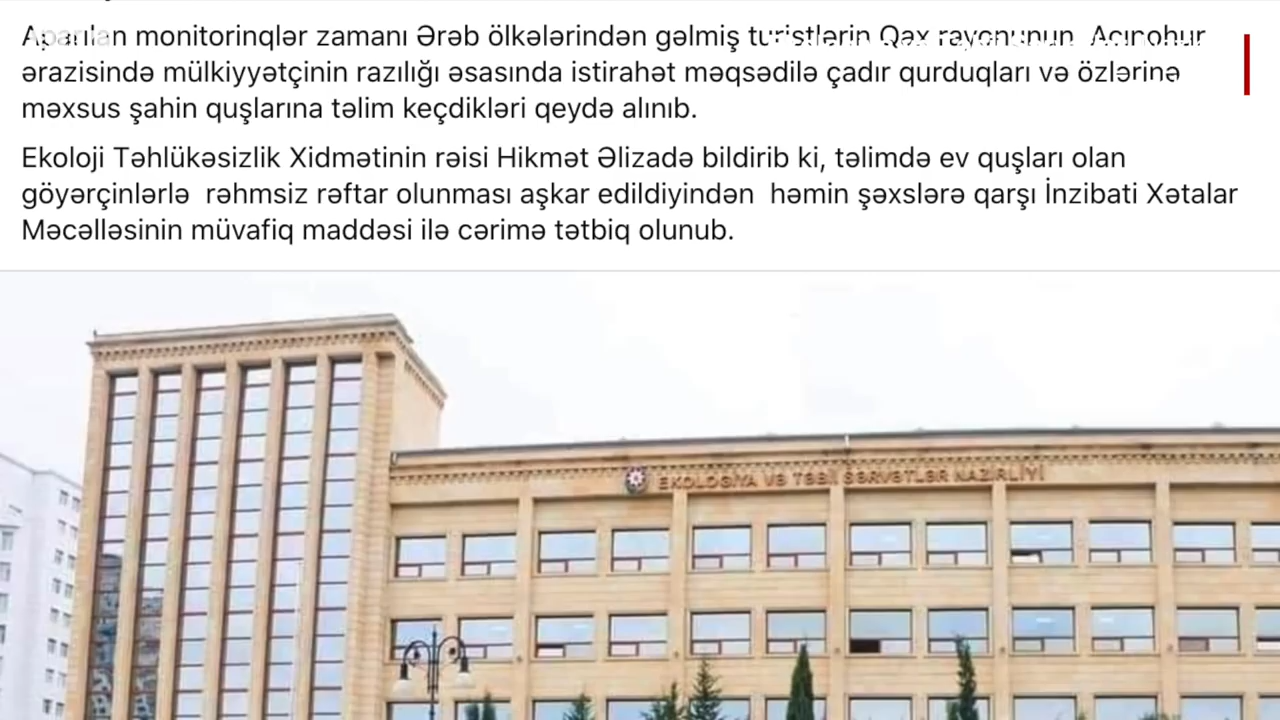 Aparılan monitorinqlər zamanı Ərəb ölkələrindən gəlmiş turistlərin Qax rayonunun Acınohur
ərazisində mülkiyyətçinin razılığı əsasında istirahət məqsədilə çadır qurduqları və özlərinə
məxsus şahin quşlarına təlim keçdikləri qeydə alınıb.
Ekoloji Təhlükəsizlik Xidmətinin rəisi Hikmət Əlizadə bildirib ki, təlimdə ev quşları olan
göyərçinlərlə rəhmsiz rəftar olunması aşkar edildiyindən həmin şəxslərə qarşı İnzibati Xətalar
Məcəlləsinin müvafiq maddəsi ilə cərimə tətbiq olunub.
EKOLOGİYA VƏ TƏBİİ SƏRVƏTLƏR NAZİRLİYİ